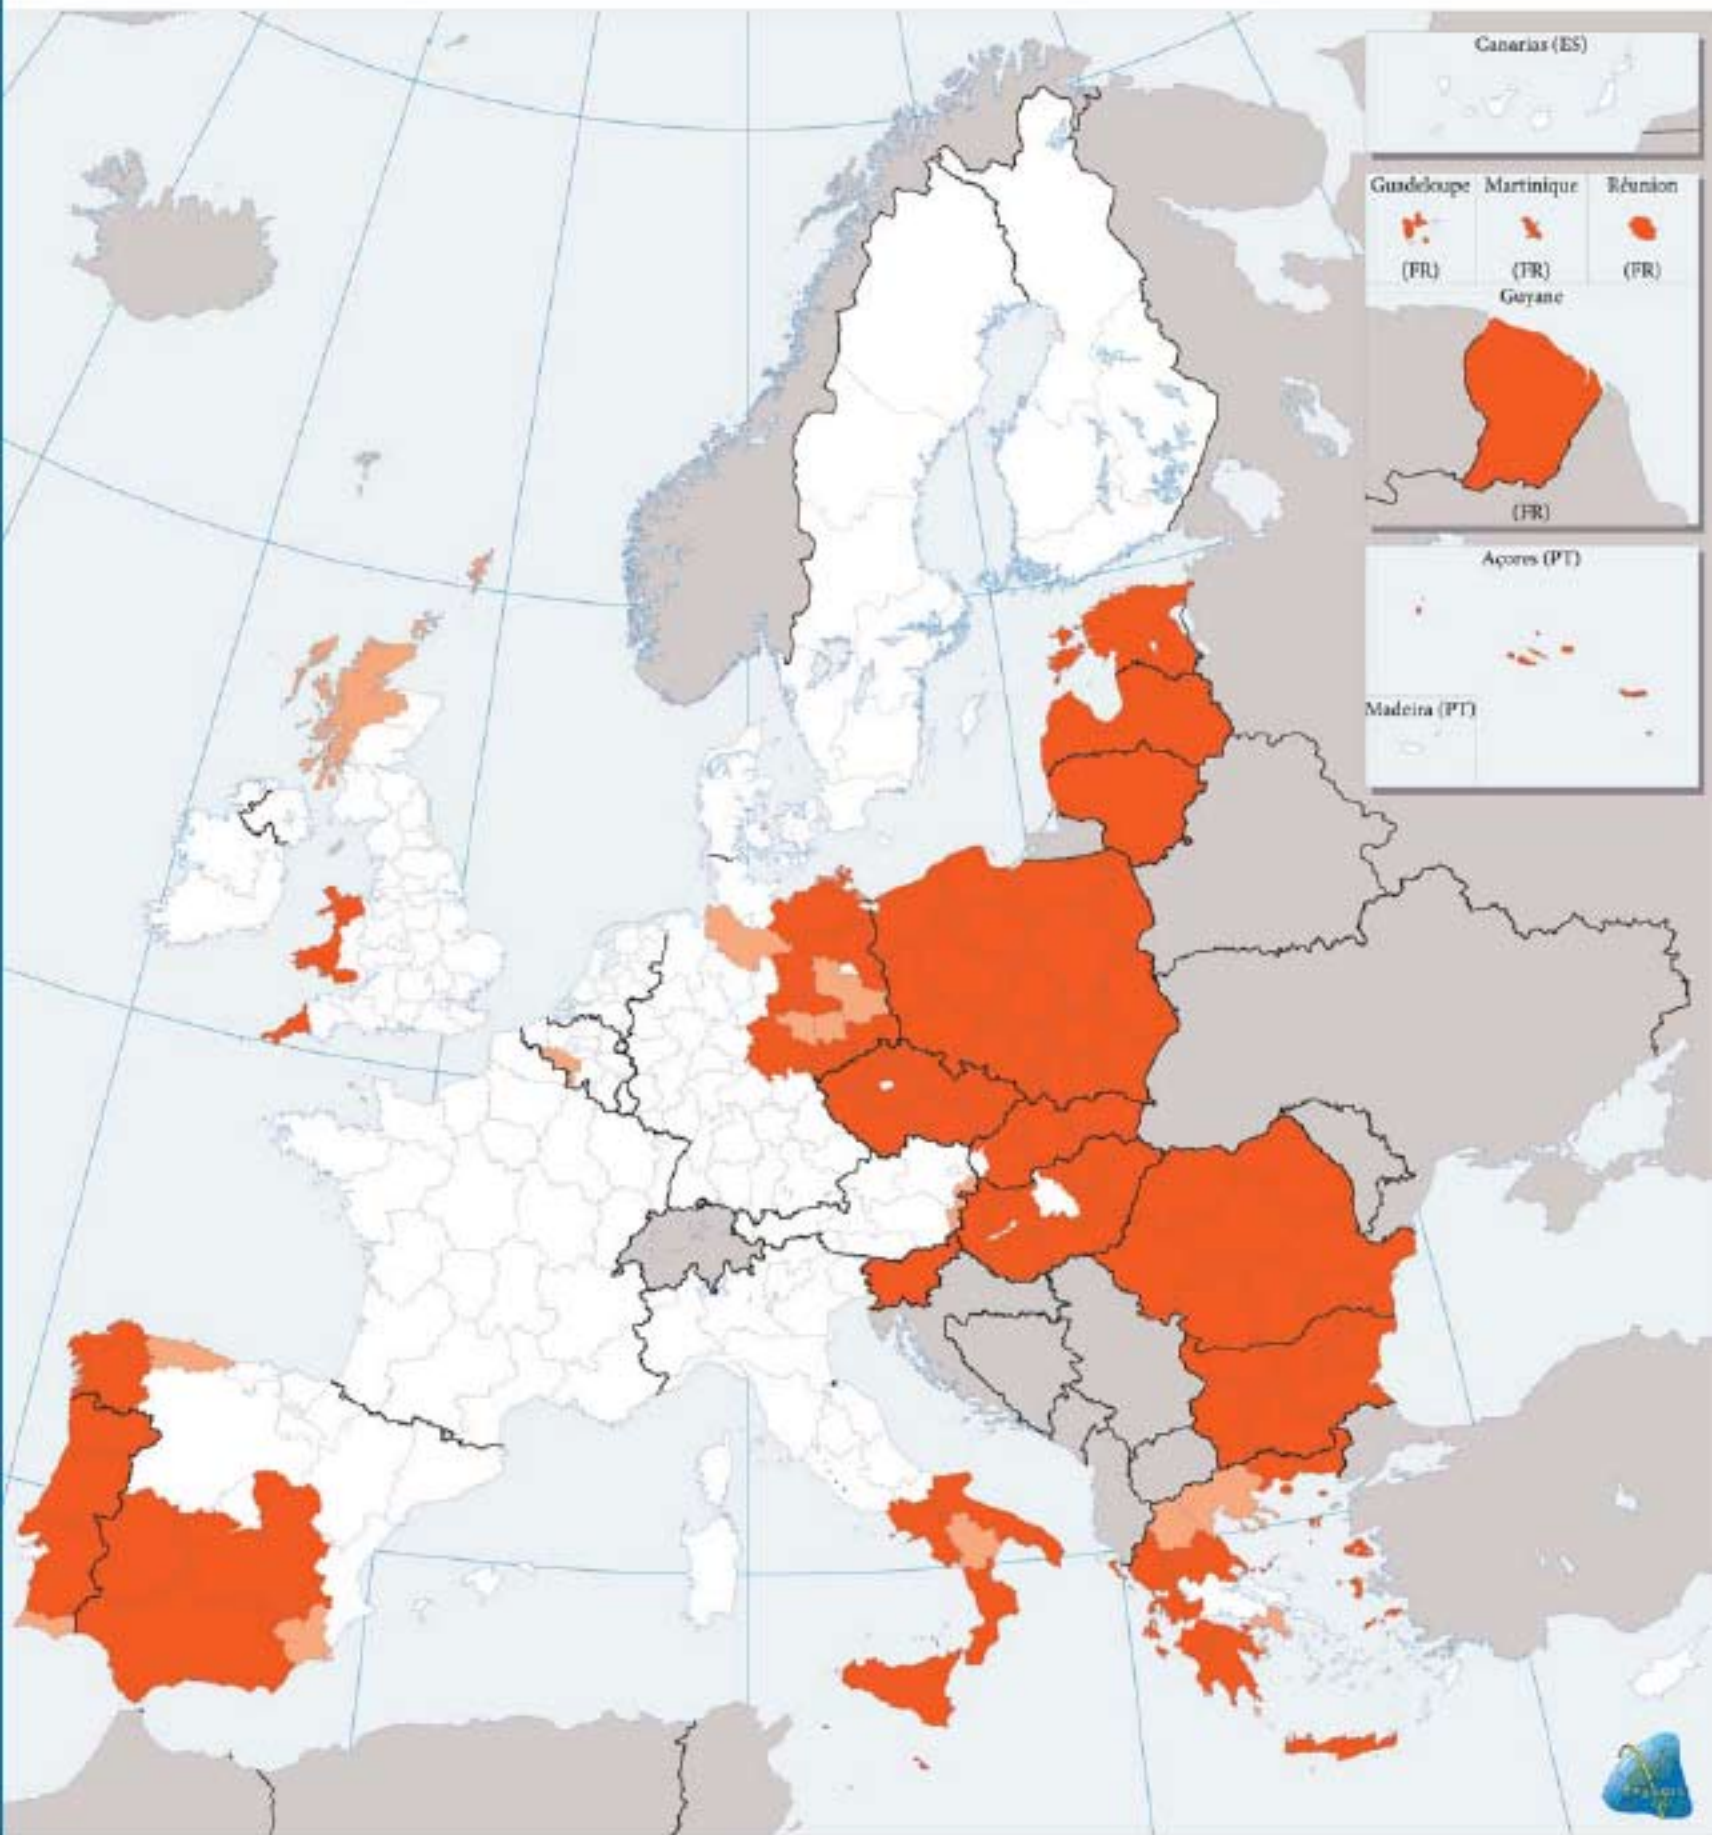 Canarias (ES)
Guadeloupe Martinique Réunion
(FR) (FR) (FR)
Guyane
(FR)
Açores (PT)
Madeira (PT)